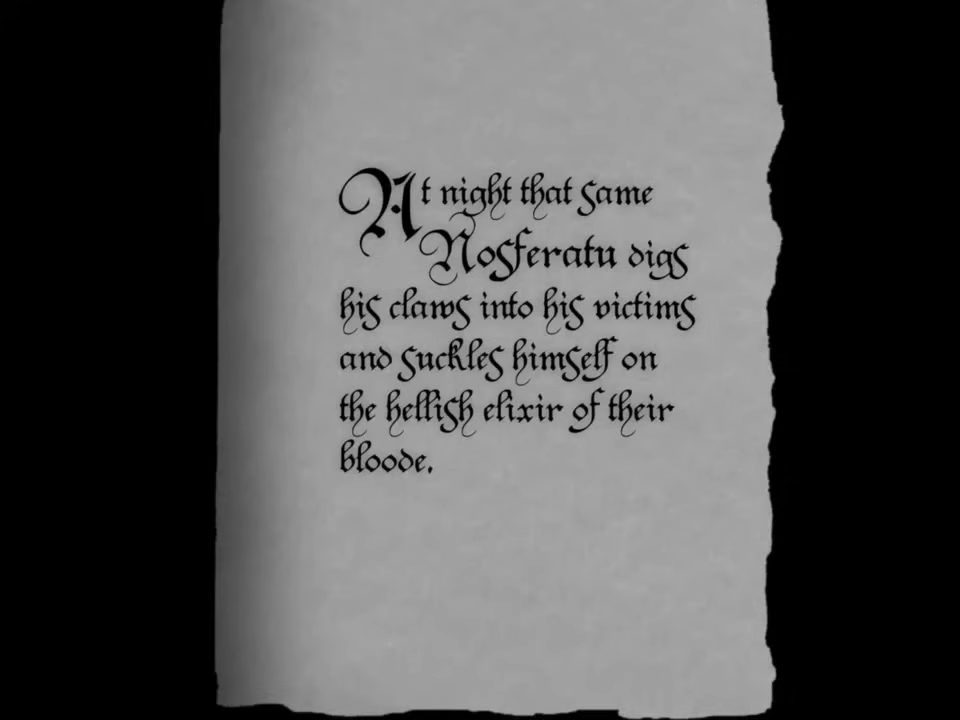 At night that same
Nosferatu digs
his claws into his victims
and suckles himself on
the hellish elixir of their
bloode.